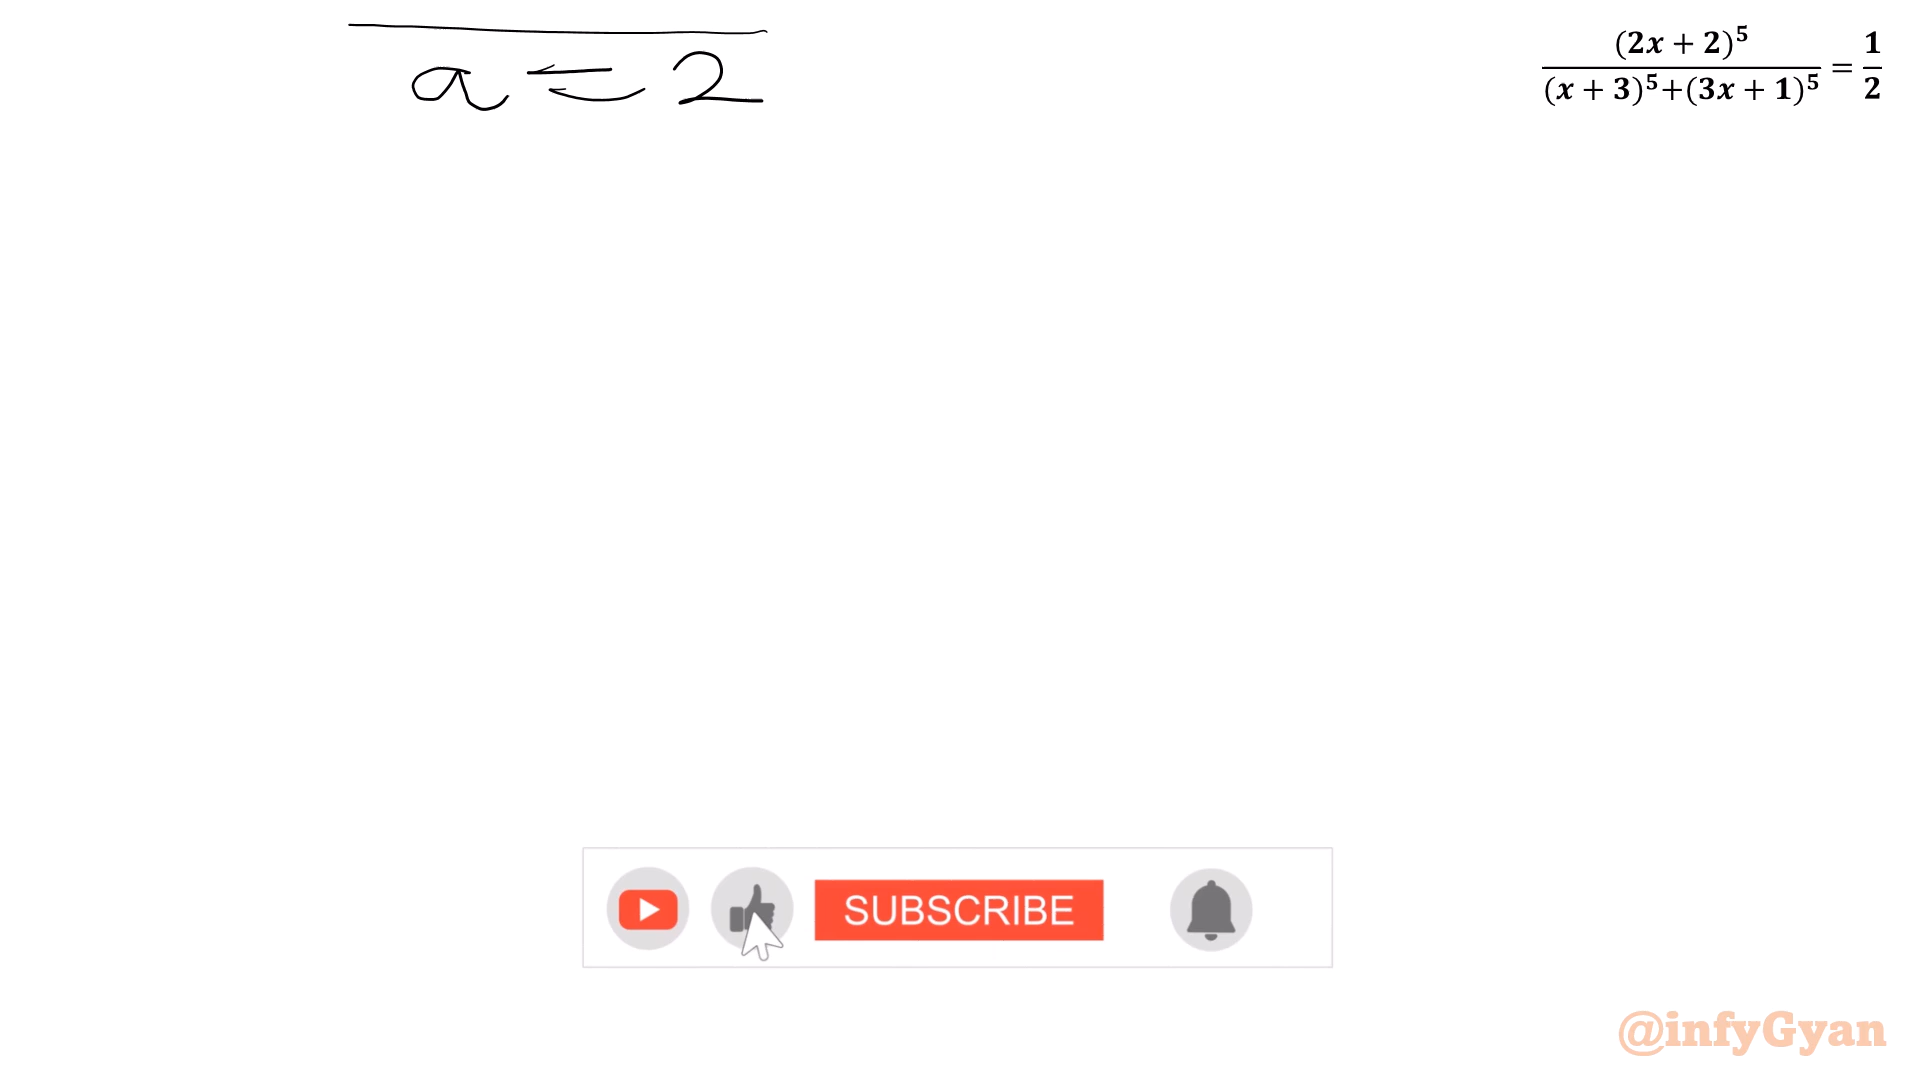 a = 2
(2x + 2)⁵
(x + 3)⁵+(3x + 1)⁵ = 1/2
SUBSCRIBE
@infyGyan